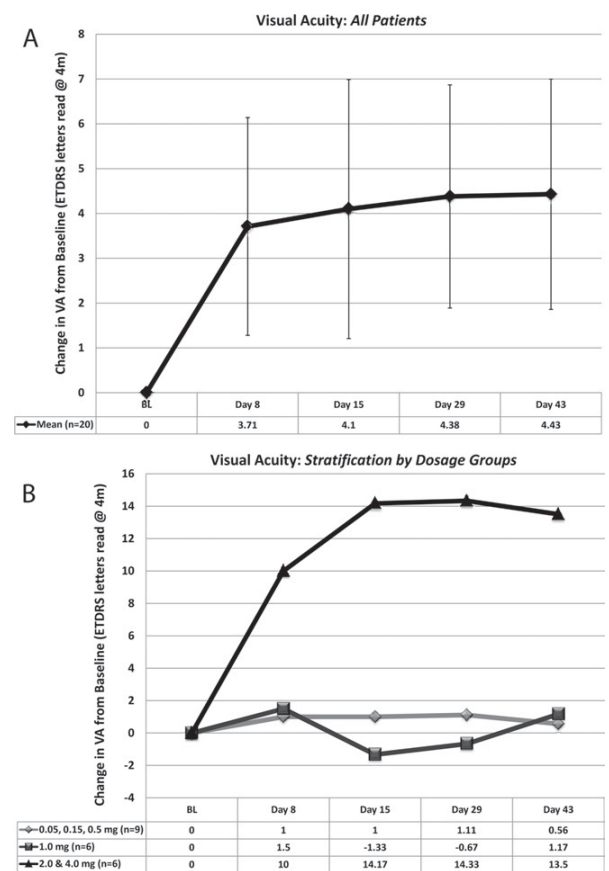 A
Visual Acuity: All Patients
Change in VA from Baseline (ETDRS letters read @ 4m)
8
7
6
5
4
3
2
1
0
BL Day 8 Day 15 Day 29 Day 43
Mean (n=20) 0 3.71 4.1 4.38 4.43
B
Visual Acuity: Stratification by Dosage Groups
Change in VA from Baseline (ETDRS letters read @ 4m)
16
14
12
10
8
6
4
2
0
-2
-4
BL Day 8 Day 15 Day 29 Day 43
0.05, 0.15, 0.5 mg (n=9) 0 1 1 1.11 0.56
1.0 mg (n=6) 0 1.5 -1.33 -0.67 1.17
2.0 & 4.0 mg (n=6) 0 10 14.17 14.33 13.5